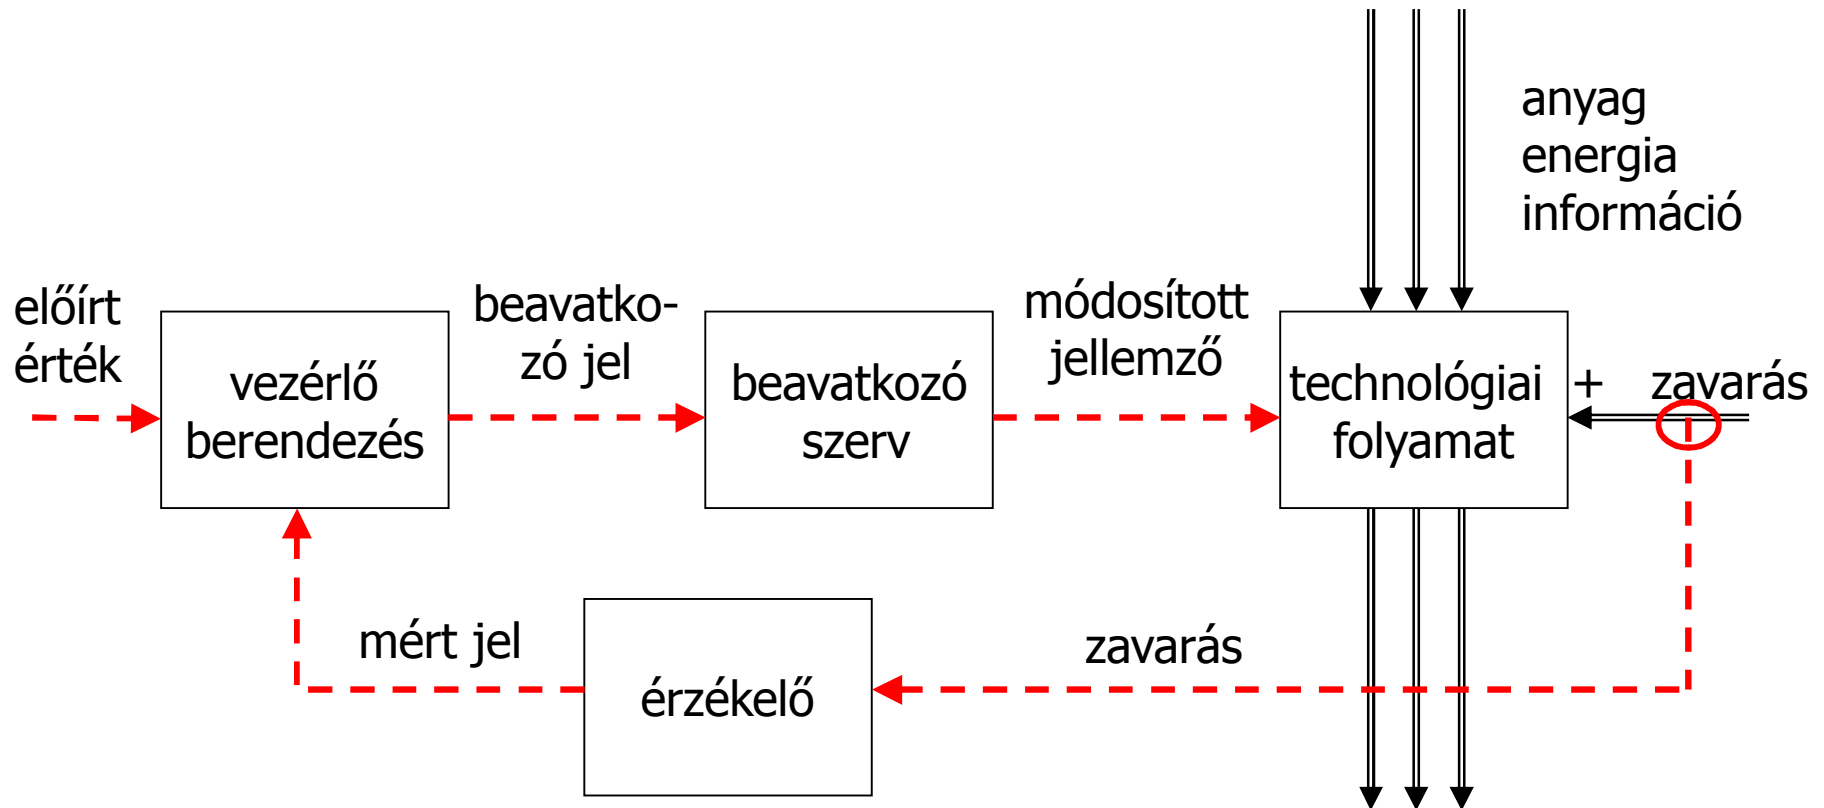 anyag
energia
információ
előírt
érték
vezérlő
berendezés
beavatko-
zó jel
beavatkozó
szerv
módosított
jellemző
technológiai
folyamat
+
zavarás
mért jel
érzékelő
zavarás